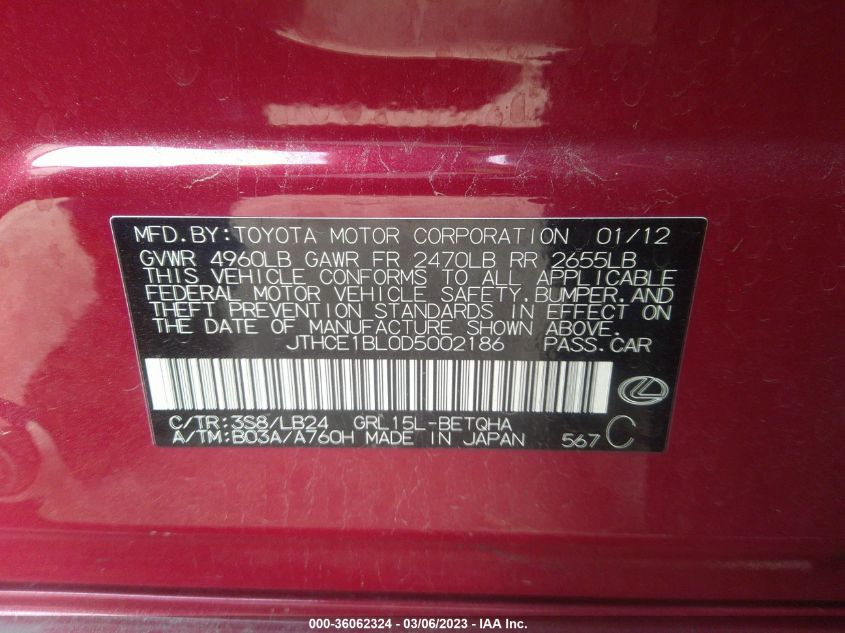 MFD.BY:TOYOTA MOTOR CORPORATION 01/12
GVWR 4960LB GAWR FR 2470LB RR 2655LB
THIS VEHICLE CONFORMS TO ALL APPLICABLE
FEDERAL MOTOR VEHICLE SAFETY,BUMPER,AND
THEFT PREVENTION STANDARDS IN EFFECT ON
THE DATE OF MANUFACTURE SHOWN ABOVE.
JTHCE1BL0D5002186 PASS.CAR
C/TR:3S8/LB24 GRL15L-BETQHA
A/TM:B03A/A760H MADE IN JAPAN 567 C
000-36062324 — 03/06/2023 — IAA Inc.